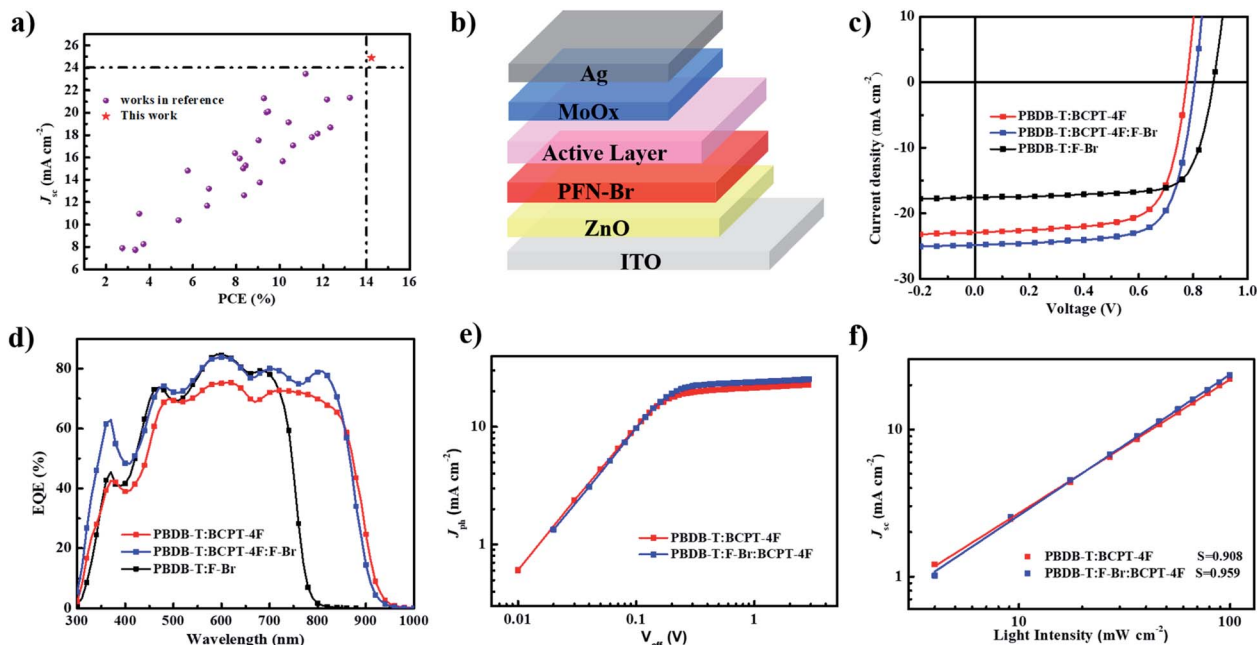 a)
26
24
22
20
18
16
14
12
10
8
6
J_sc (mA cm⁻²)
works in reference
This work
2 4 6 8 10 12 14 16
PCE (%)
b)
Ag
MoOx
Active Layer
PFN-Br
ZnO
ITO
c)
10
0
-10
-20
-30
Current density (mA cm⁻²)
PBDB-T:BCPT-4F
PBDB-T:BCPT-4F:F-Br
PBDB-T:F-Br
-0.2 0.0 0.2 0.4 0.6 0.8 1.0
Voltage (V)
d)
80
60
40
20
0
EQE (%)
PBDB-T:BCPT-4F
PBDB-T:BCPT-4F:F-Br
PBDB-T:F-Br
300 400 500 600 700 800 900 1000
Wavelength (nm)
e)
10
1
J_ph (mA cm⁻²)
PBDB-T:BCPT-4F
PBDB-T:F-Br:BCPT-4F
0.01 0.1 1
V_eff (V)
f)
10
1
J_sc (mA cm⁻²)
PBDB-T:BCPT-4F S=0.908
PBDB-T:F-Br:BCPT-4F S=0.959
10 100
Light Intensity (mW cm⁻²)